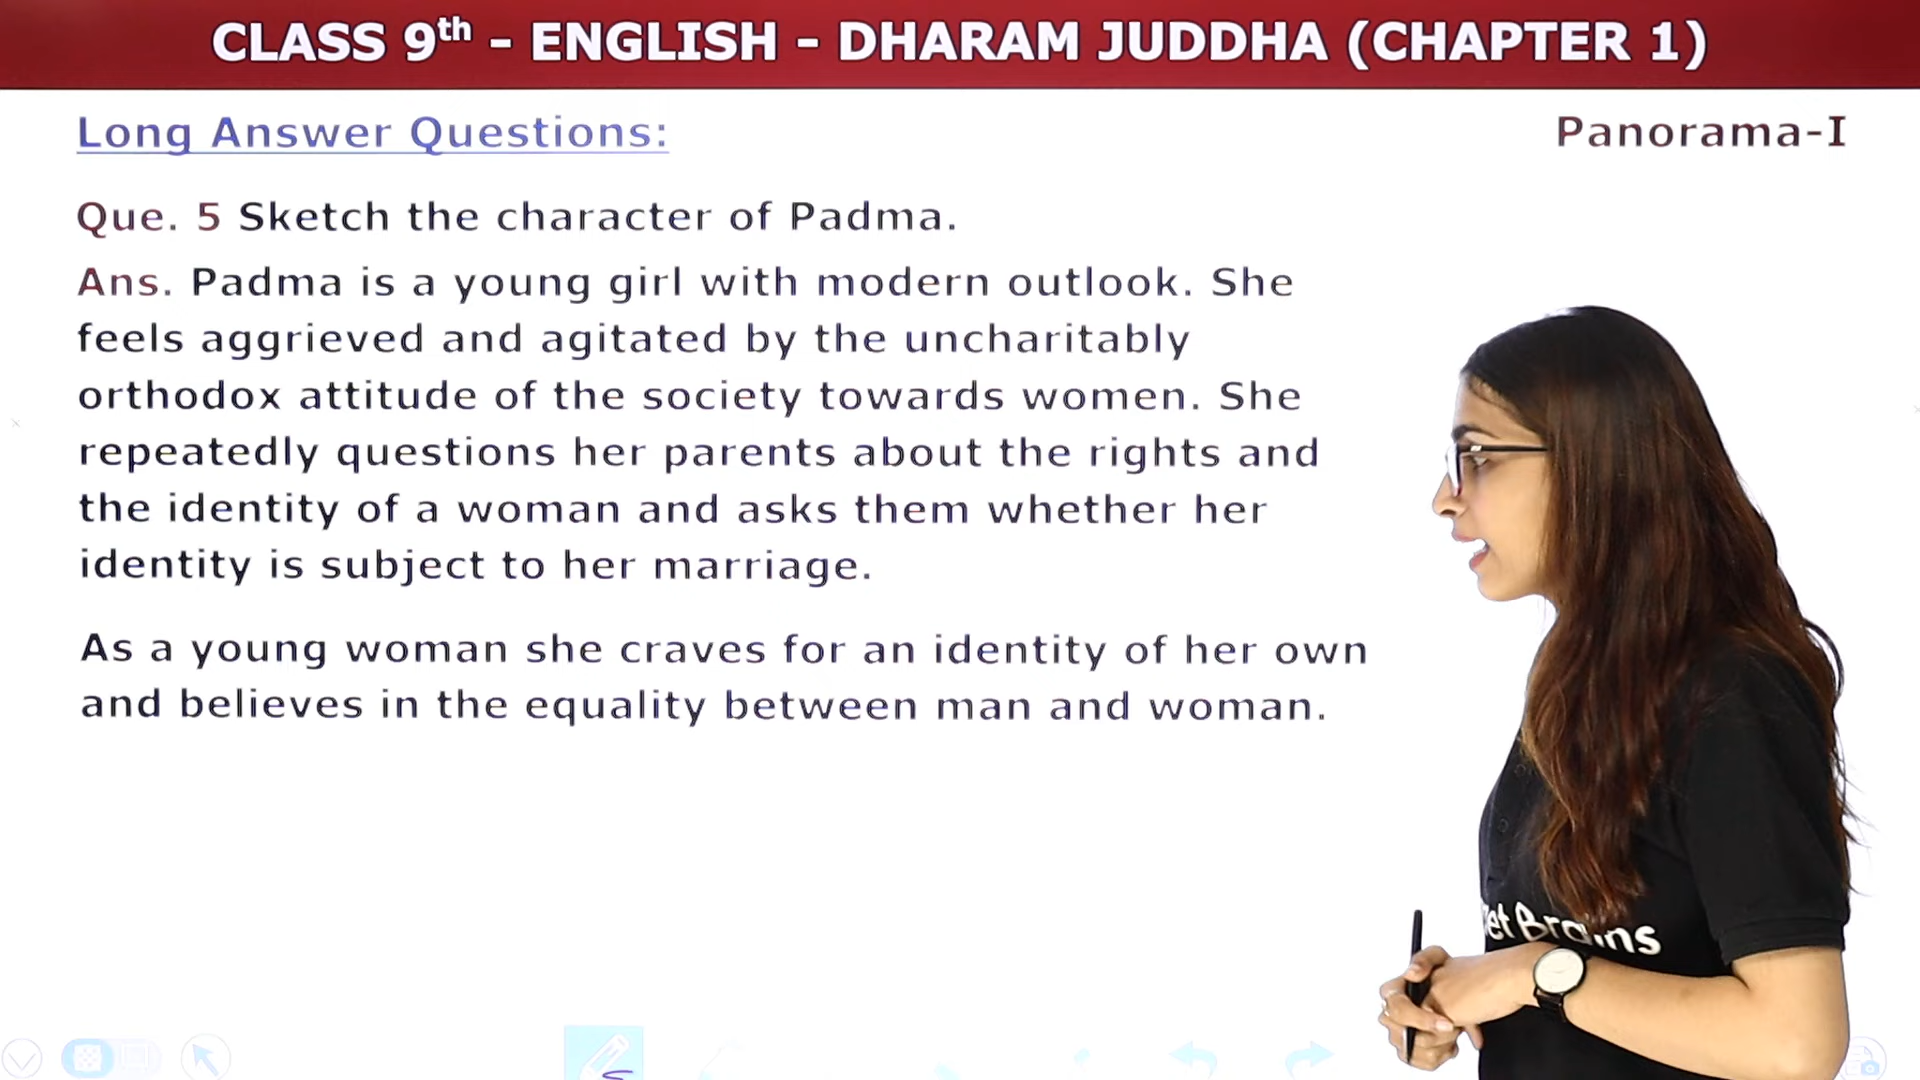 CLASS 9th - ENGLISH - DHARAM JUDDHA (CHAPTER 1)
Long Answer Questions:
Panorama-I
Que. 5 Sketch the character of Padma.
Ans. Padma is a young girl with modern outlook. She
feels aggrieved and agitated by the uncharitably
orthodox attitude of the society towards women. She
repeatedly questions her parents about the rights and
the identity of a woman and asks them whether her
identity is subject to her marriage.
As a young woman she craves for an identity of her own
and believes in the equality between man and woman.
et Brains